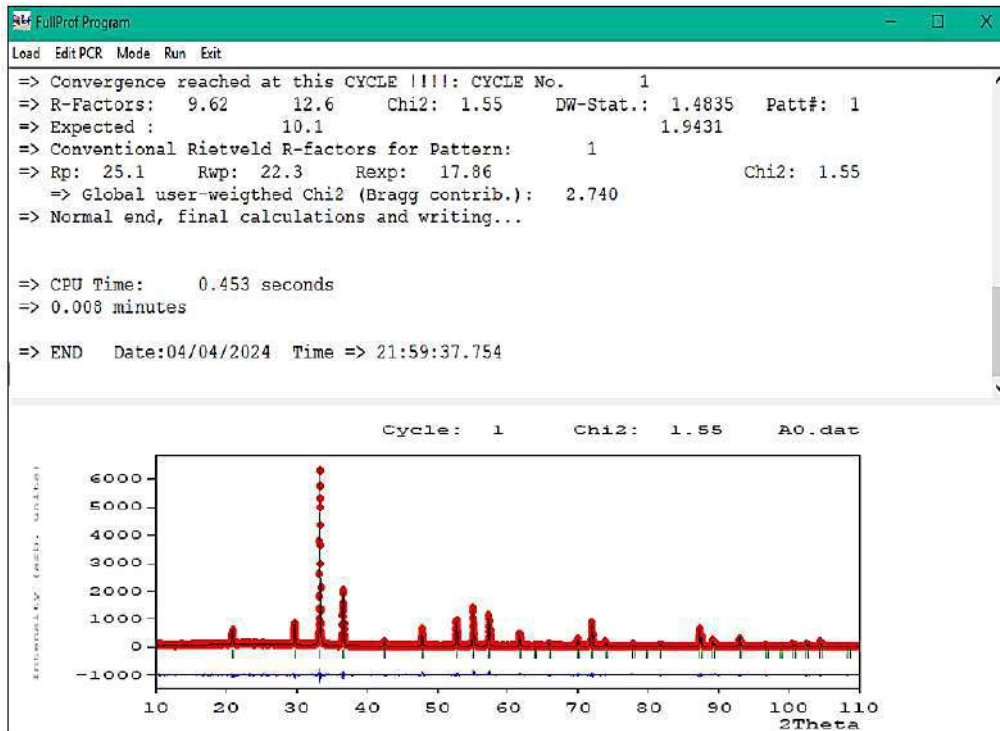 FullProf Program
Load Edit PCR Mode Run Exit
=> Convergence reached at this CYCLE !!!!: CYCLE No. 1
=> R-Factors: 9.62 12.6 Chi2: 1.55 DW-Stat.: 1.4835 Patt#: 1
=> Expected : 10.1 1.9431
=> Conventional Rietveld R-factors for Pattern: 1
=> Rp: 25.1 Rwp: 22.3 Rexp: 17.86 Chi2: 1.55
=> Global user-weigthed Chi2 (Bragg contrib.): 2.740
=> Normal end, final calculations and writing...
=> CPU Time: 0.453 seconds
=> 0.008 minutes
=> END Date:04/04/2024 Time => 21:59:37.754
Cycle: 1 Chi2: 1.55 A0.dat
Intensity (arb. units)
6000
5000
4000
3000
2000
1000
0
-1000
10 20 30 40 50 60 70 80 90 100 110
2Theta